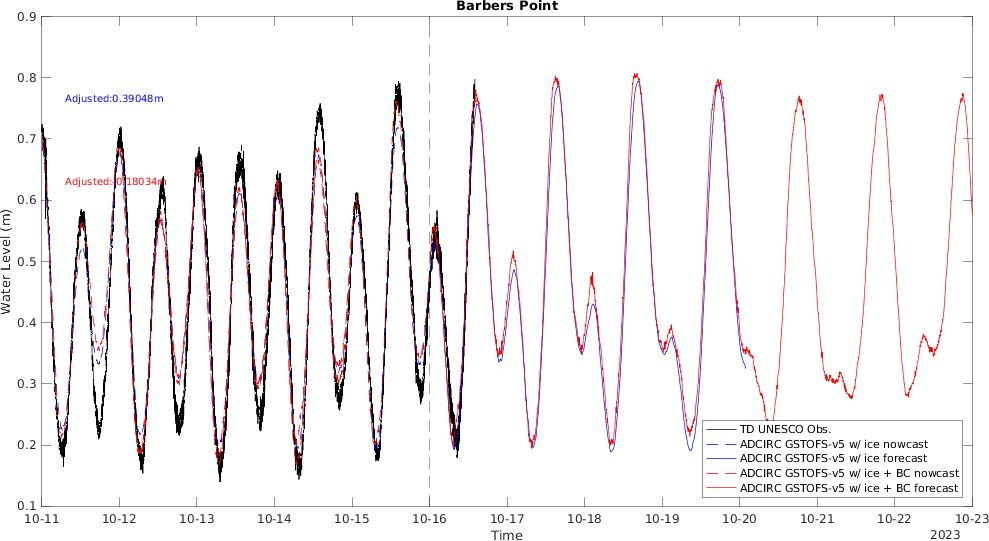 Barbers Point
0.9
0.8
0.7
0.6
0.5
0.4
0.3
0.2
0.1
Water Level (m)
Adjusted:0.39048m
Adjusted:-0.18034m
TD UNESCO Obs.
ADCIRC GSTOFS-v5 w/ ice nowcast
ADCIRC GSTOFS-v5 w/ ice forecast
ADCIRC GSTOFS-v5 w/ ice + BC nowcast
ADCIRC GSTOFS-v5 w/ ice + BC forecast
10-11 10-12 10-13 10-14 10-15 10-16 10-17 10-18 10-19 10-20 10-21 10-22 10-23
Time
2023